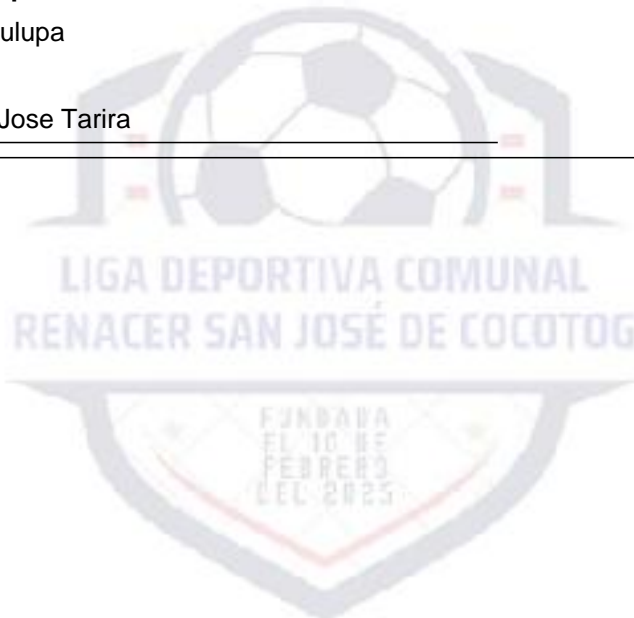 ulupa
Jose Tarira
LIGA DEPORTIVA COMUNAL
RENACER SAN JOSÉ DE COCOTOG
FUNDADA
EL 10 DE
FEBRERO
DEL 2025